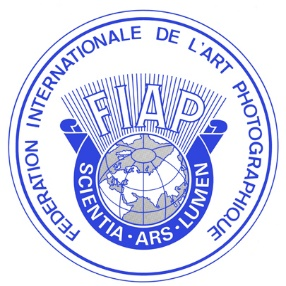 FEDERATION INTERNATIONALE DE L'ART PHOTOGRAPHIQUE
FIAP
SCIENTIA · ARS · LUMEN